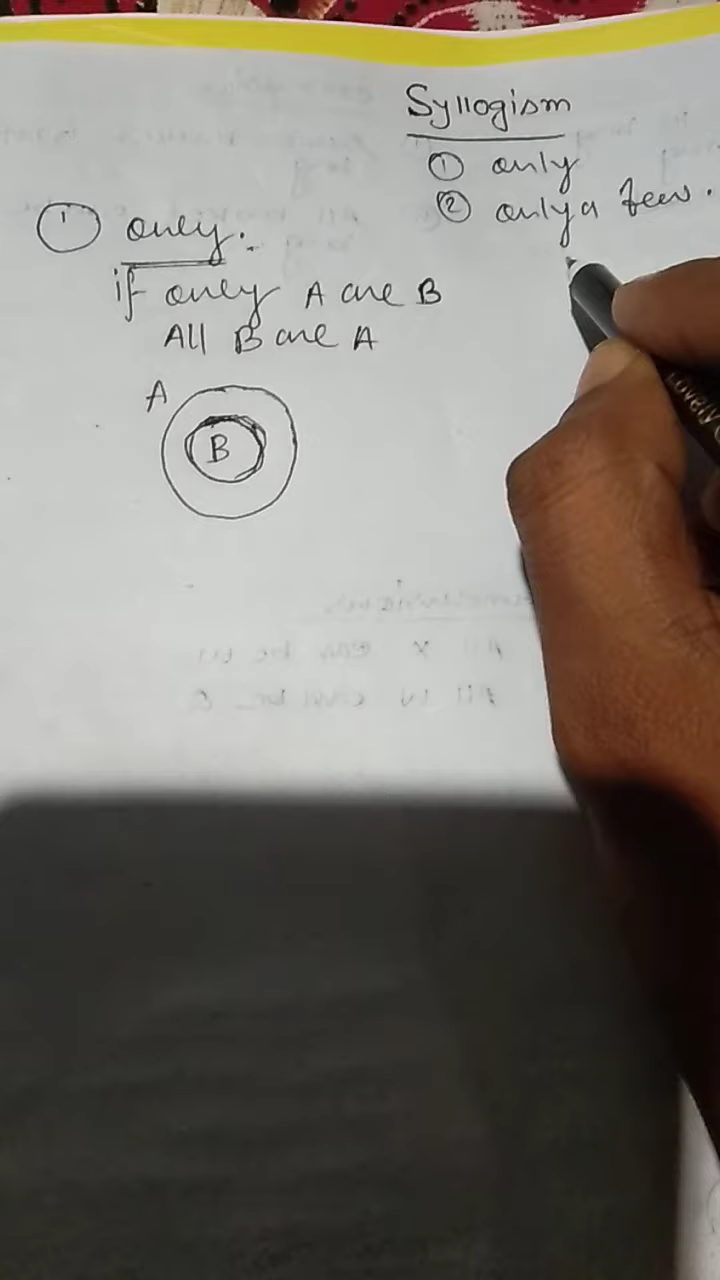 Syllogism
① only
② only a few.
① only :-
if only A are B
All B are A
A
B